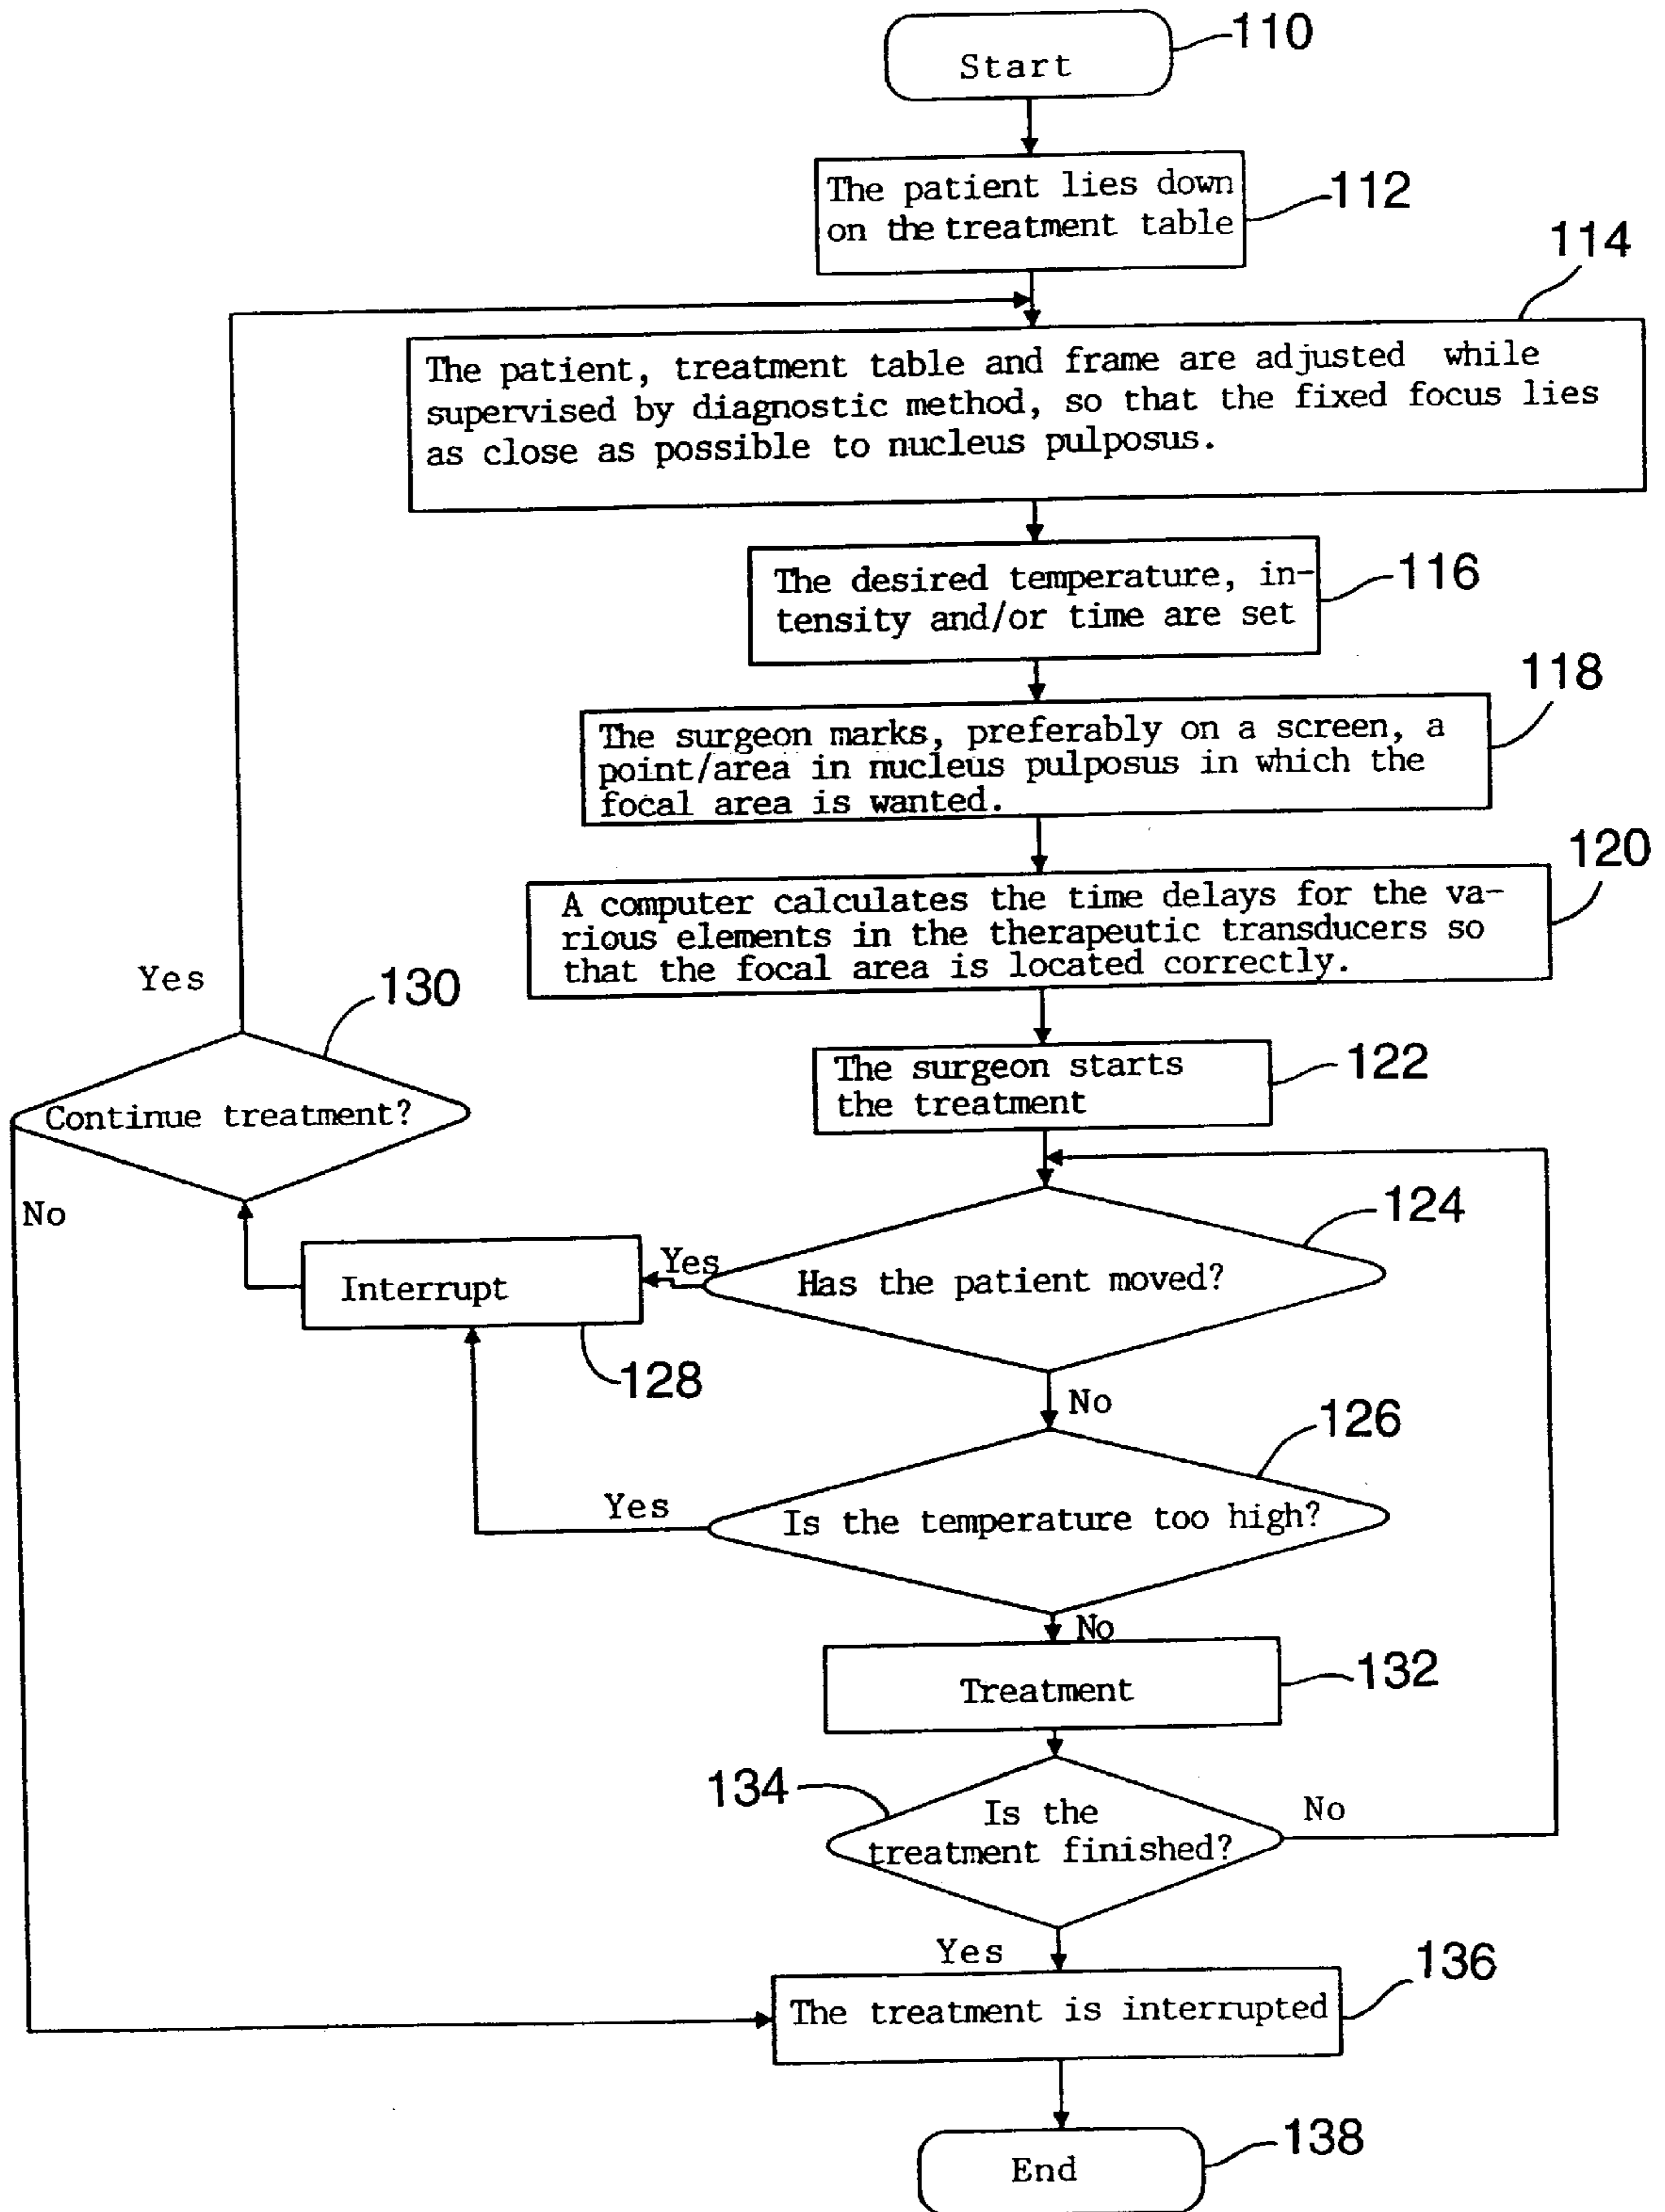 110
Start
The patient lies down
on the treatment table
112
114
The patient, treatment table and frame are adjusted while
supervised by diagnostic method, so that the fixed focus lies
as close as possible to nucleus pulposus.
The desired temperature, in-
tensity and/or time are set
116
118
The surgeon marks, preferably on a screen, a
point/area in nucleus pulposus in which the
focal area is wanted.
120
A computer calculates the time delays for the va-
rious elements in the therapeutic transducers so
that the focal area is located correctly.
Yes
130
The surgeon starts
the treatment
122
Continue treatment?
No
124
Yes
Has the patient moved?
Interrupt
128
No
126
Yes
Is the temperature too high?
No
Treatment
132
134
Is the
treatment finished?
No
Yes
136
The treatment is interrupted
138
End